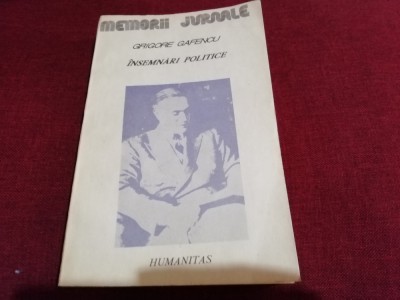 MEMORII JURNALE
GRIGORE GAFENCU
ÎNSEMNĂRI POLITICE
HUMANITAS